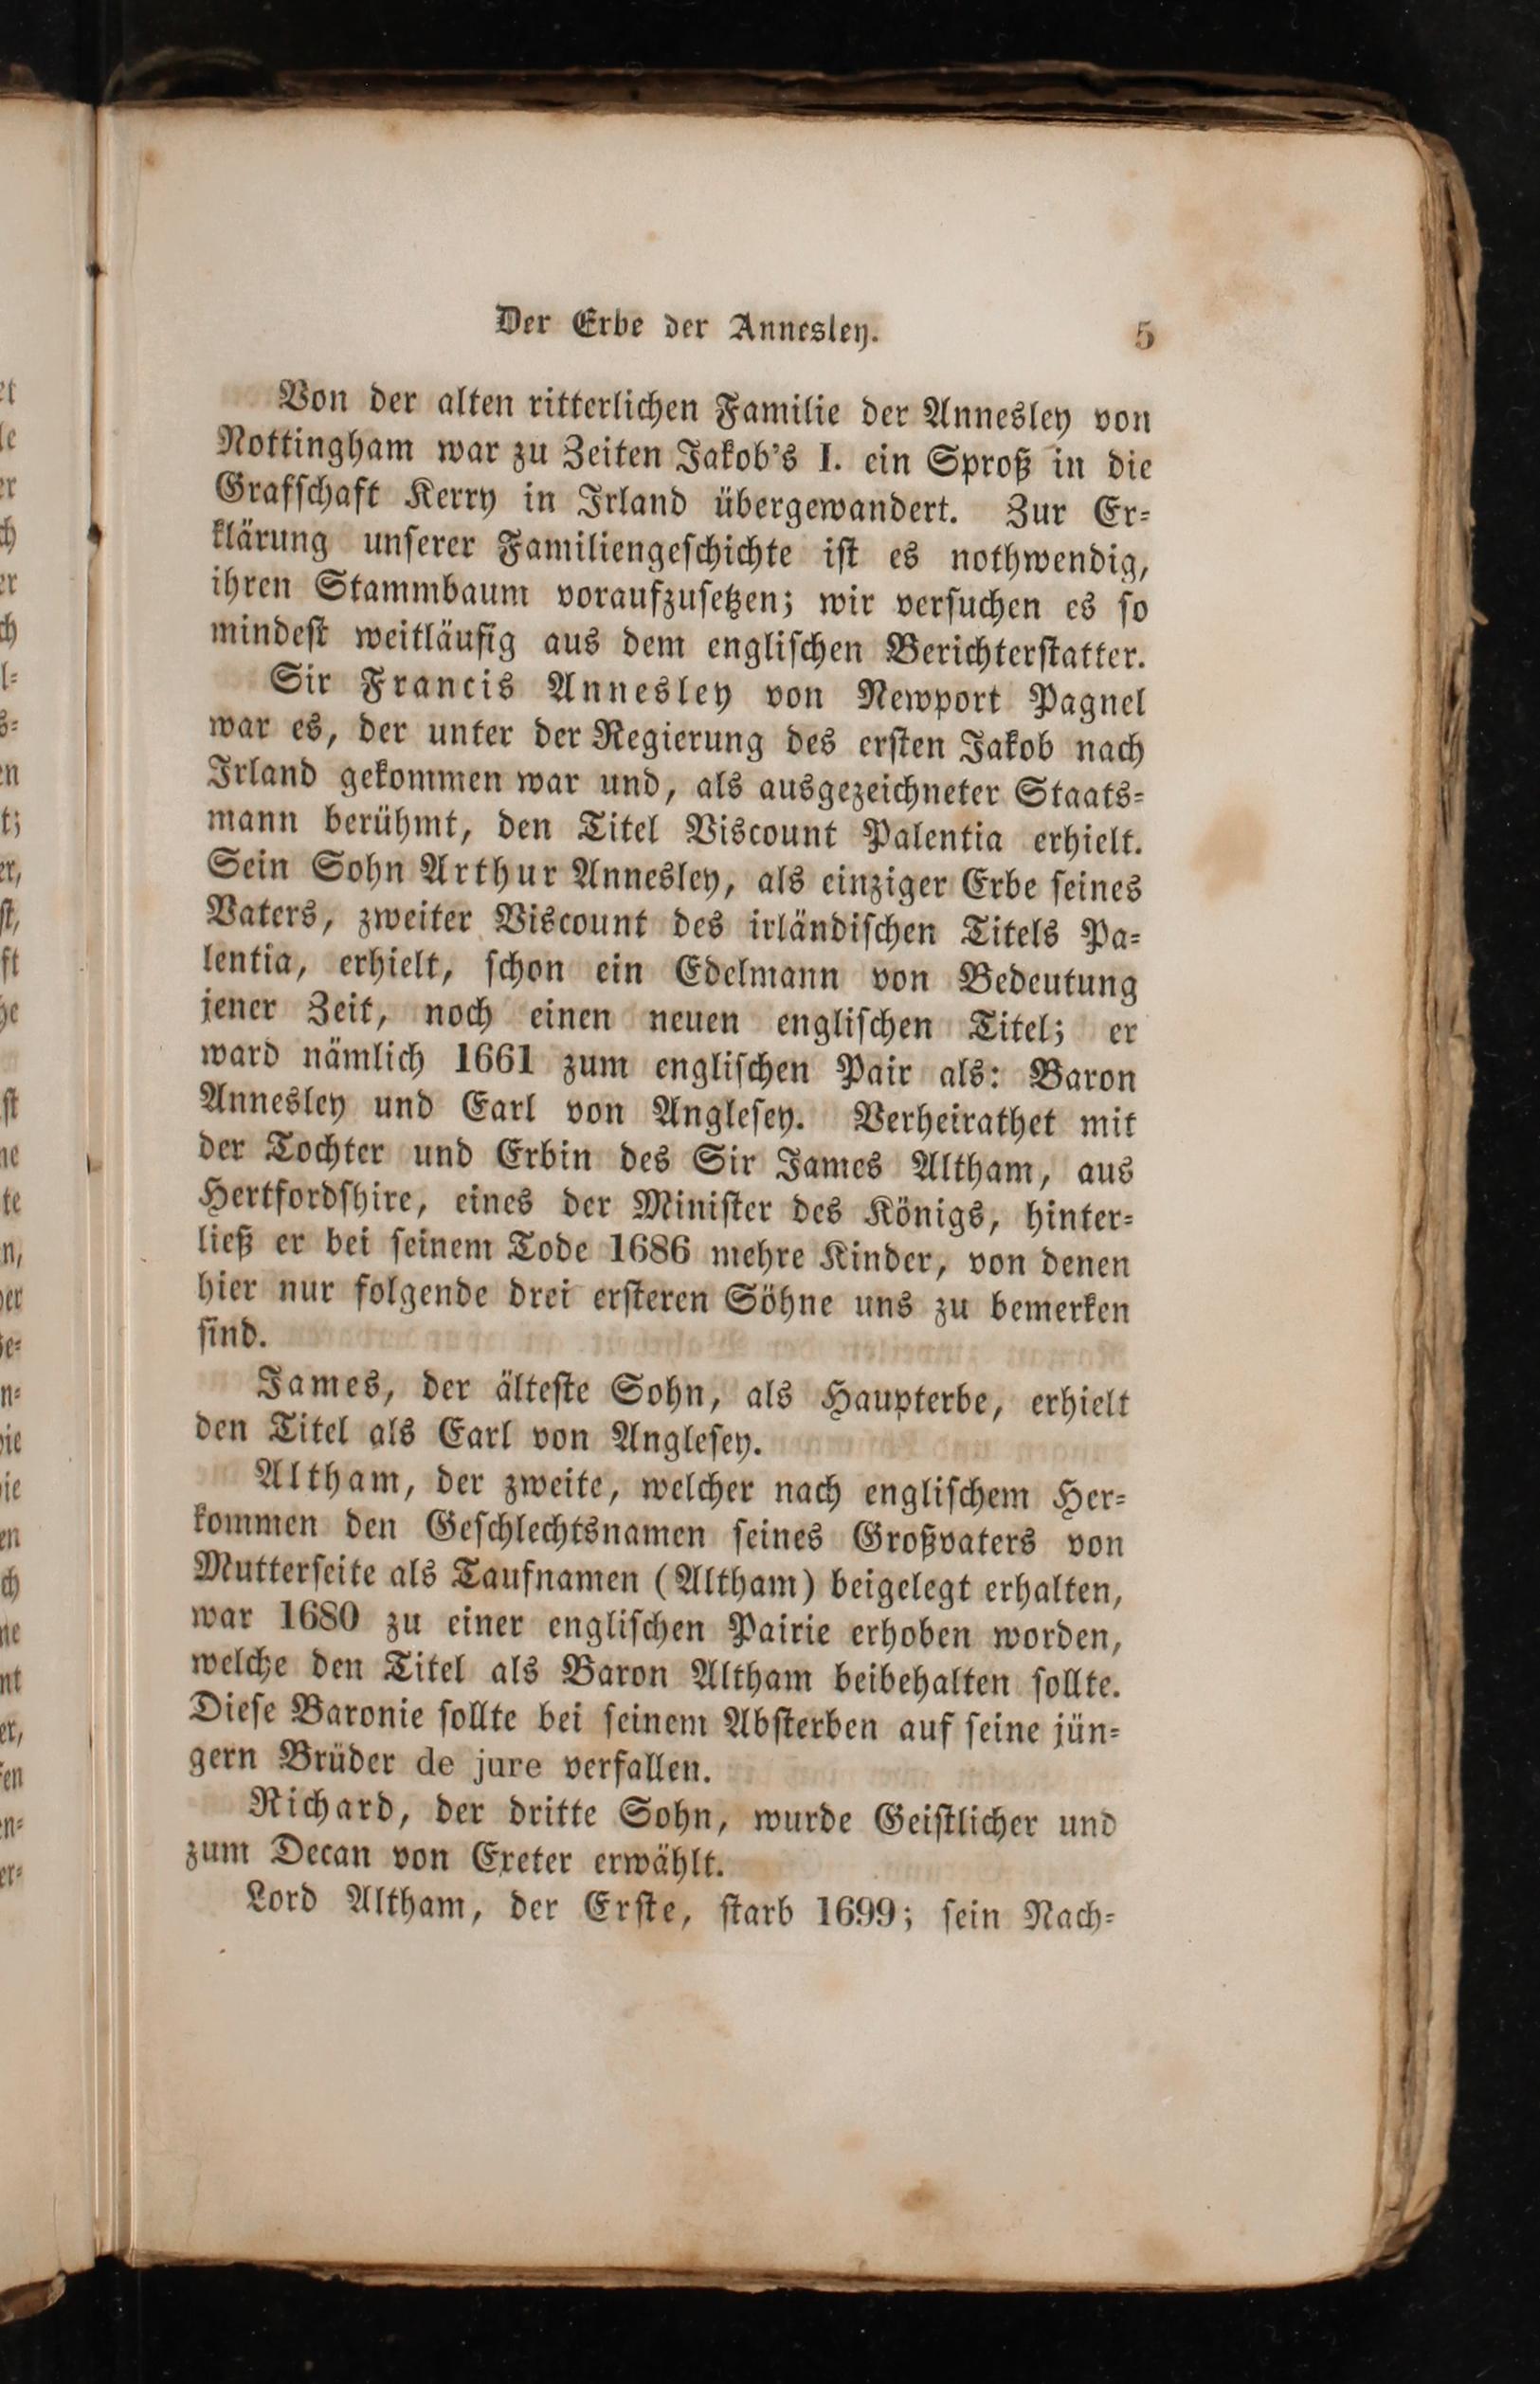 Der Erbe der Annesley. 5
Von der alten ritterlichen Familie der Annesley von
Nottingham war zu Zeiten Jakob's I. ein Sproß in die
Grafschaft Kerry in Irland übergewandert. Zur Er-
klärung unserer Familiengeschichte ist es nothwendig,
ihren Stammbaum voraufzusetzen; wir versuchen es so
mindest weitläufig aus dem englischen Berichterstatter.
Sir Francis Annesley von Newport Pagnel
war es, der unter der Regierung des ersten Jakob nach
Irland gekommen war und, als ausgezeichneter Staats-
mann berühmt, den Titel Viscount Palentia erhielt.
Sein Sohn Arthur Annesley, als einziger Erbe seines
Vaters, zweiter Viscount des irländischen Titels Pa-
lentia, erhielt, schon ein Edelmann von Bedeutung
jener Zeit, noch einen neuen englischen Titel; er
ward nämlich 1661 zum englischen Pair als: Baron
Annesley und Earl von Anglesey. Verheirathet mit
der Tochter und Erbin des Sir James Altham, aus
Hertfordshire, eines der Minister des Königs, hinter-
ließ er bei seinem Tode 1686 mehre Kinder, von denen
hier nur folgende drei ersteren Söhne uns zu bemerken
sind.
James, der älteste Sohn, als Haupterbe, erhielt
den Titel als Earl von Anglesey.
Altham, der zweite, welcher nach englischem Her-
kommen den Geschlechtsnamen seines Großvaters von
Mutterseite als Taufnamen (Altham) beigelegt erhalten,
war 1680 zu einer englischen Pairie erhoben worden,
welche den Titel als Baron Altham beibehalten sollte.
Diese Baronie sollte bei seinem Absterben auf seine jün-
gern Brüder de jure verfallen.
Richard, der dritte Sohn, wurde Geistlicher und
zum Decan von Exeter erwählt.
Lord Altham, der Erste, starb 1699; sein Nach-